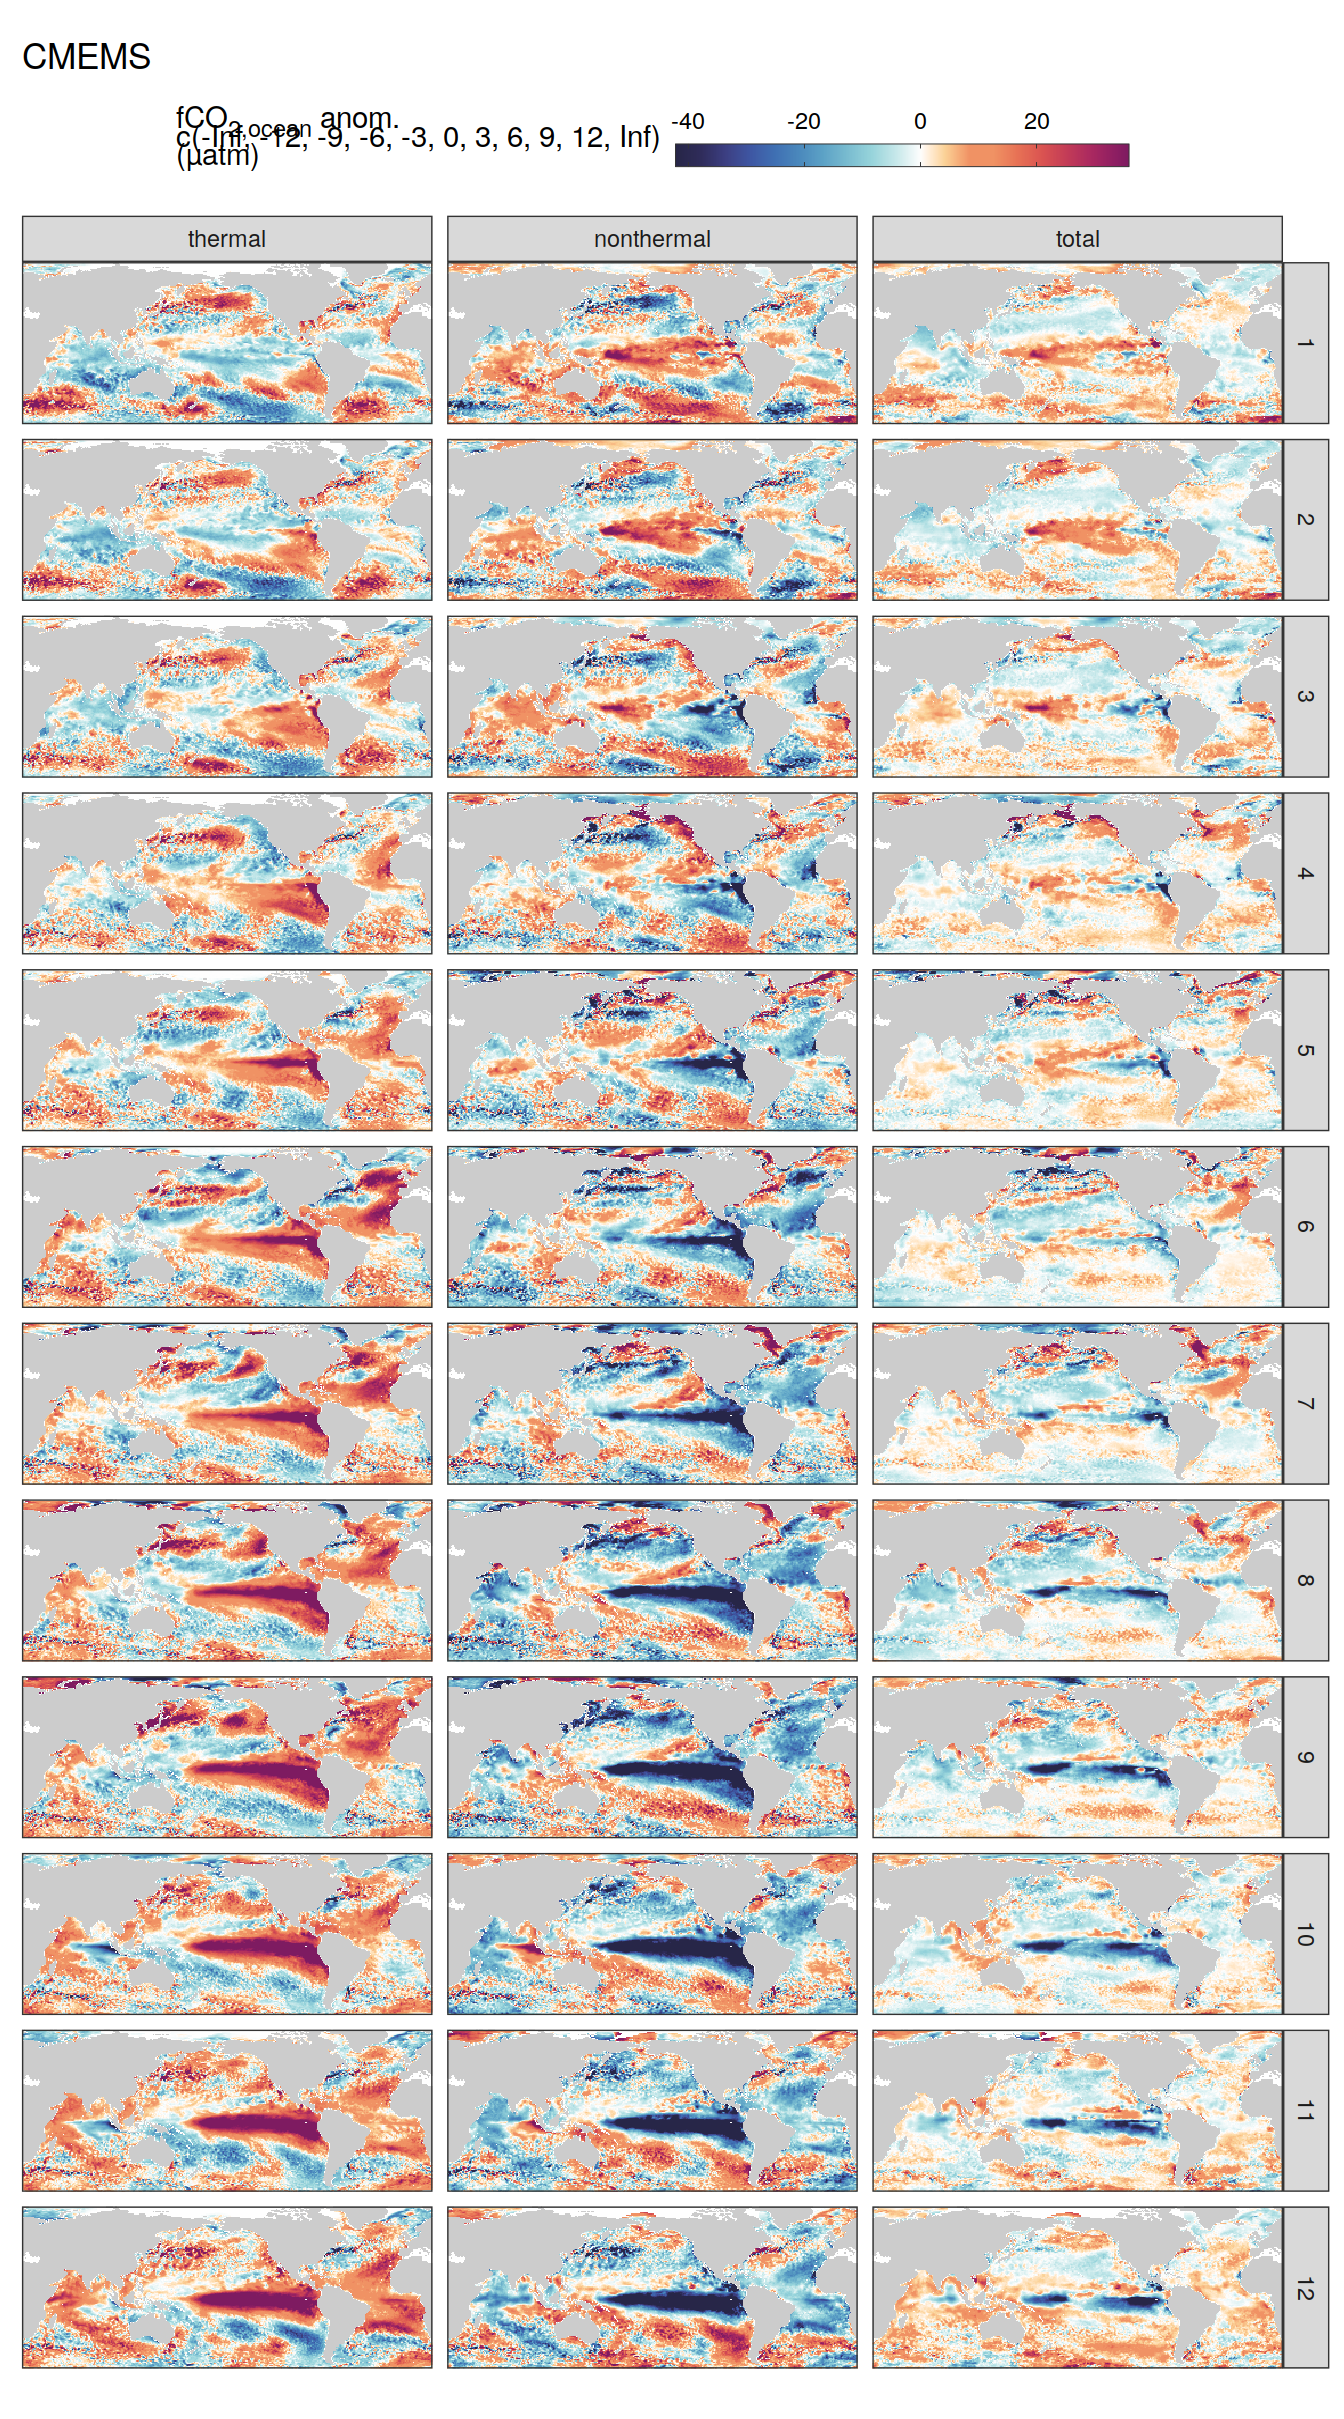 CMEMS
fCO2,ocean anom.
c(-Inf, -12, -9, -6, -3, 0, 3, 6, 9, 12, Inf)
(µatm)
-40 -20 0 20
thermal nonthermal total
1
2
3
4
5
6
7
8
9
10
11
12